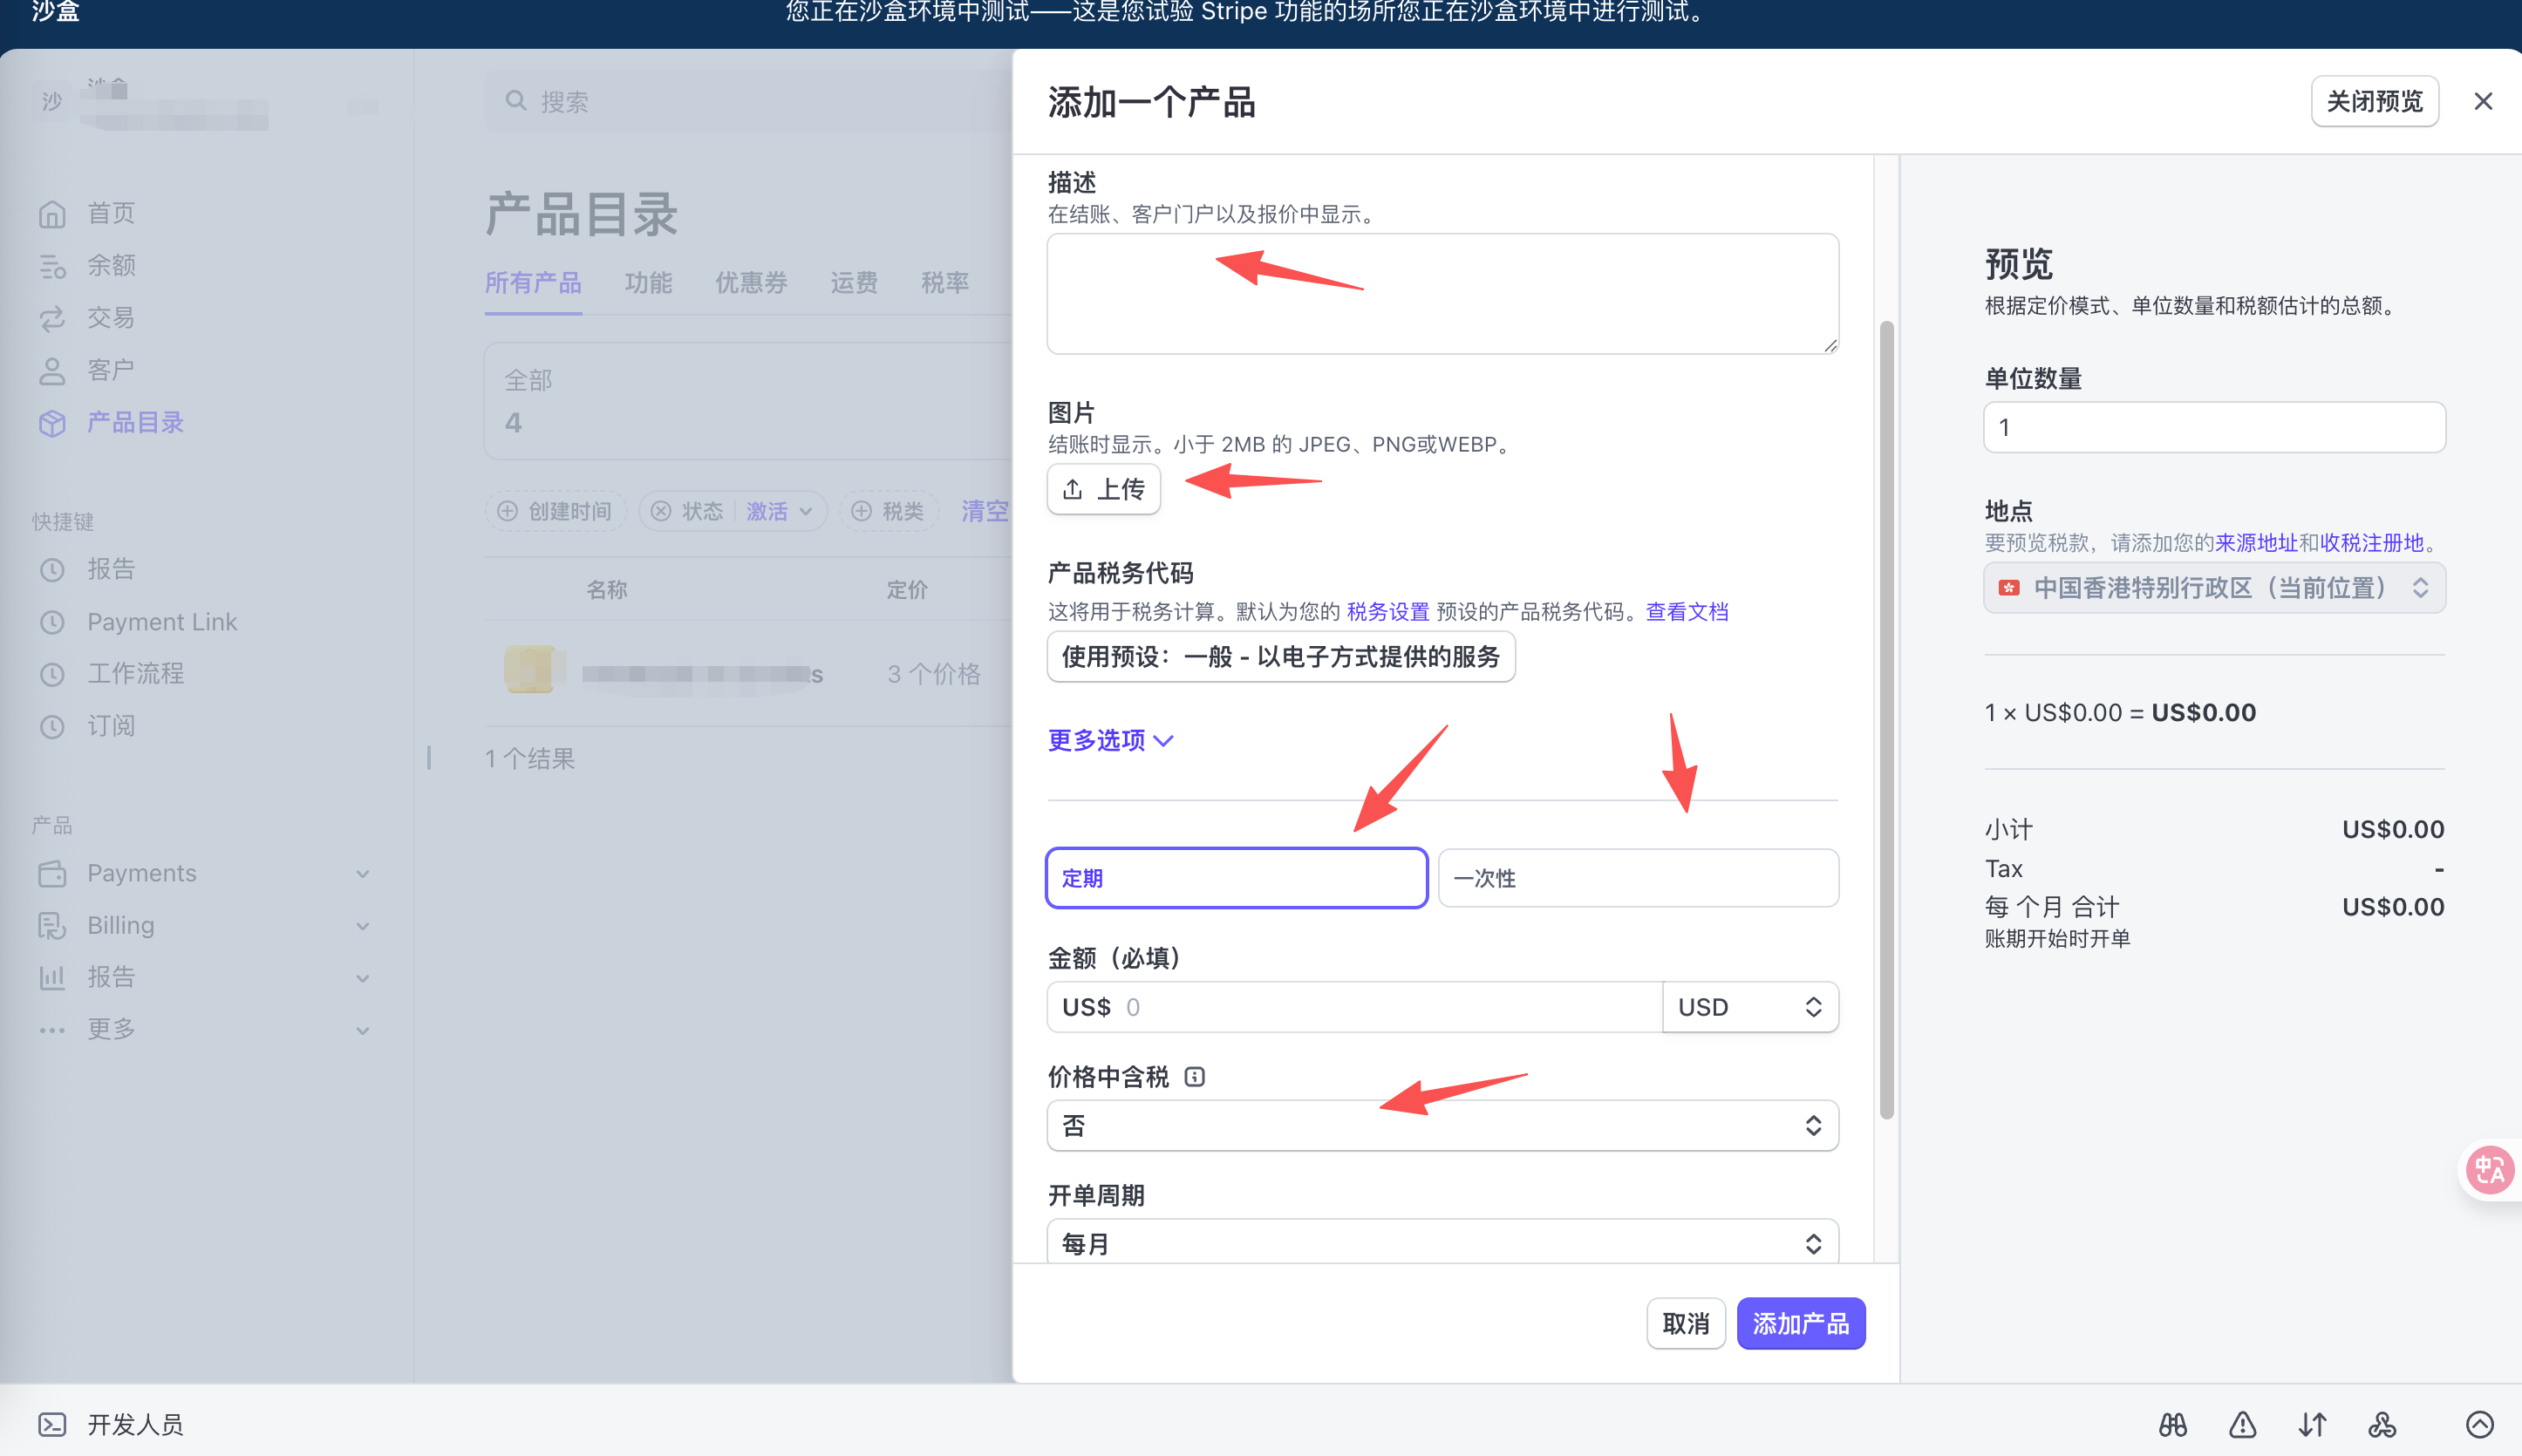 沙盒
您正在沙盒环境中测试——这是您试验 Stripe 功能的场所您正在沙盒环境中进行测试。
沙
搜索
首页
余额
交易
客户
产品目录
快捷键
报告
Payment Link
工作流程
订阅
产品
Payments
Billing
报告
更多
产品目录
所有产品
功能
优惠券
运费
税率
全部
4
创建时间
状态
激活
税类
清空
名称
定价
s
3 个价格
1 个结果
添加一个产品
关闭预览
描述
在结账、客户门户以及报价中显示。
图片
结账时显示。小于 2MB 的 JPEG、PNG或WEBP。
上传
产品税务代码
这将用于税务计算。默认为您的 税务设置 预设的产品税务代码。查看文档
使用预设：一般 - 以电子方式提供的服务
更多选项
定期
一次性
金额（必填）
US$ 0
USD
价格中含税
否
开单周期
每月
取消
添加产品
预览
根据定价模式、单位数量和税额估计的总额。
单位数量
1
地点
要预览税款，请添加您的来源地址和收税注册地。
中国香港特别行政区（当前位置）
1 × US$0.00 = US$0.00
小计 US$0.00
Tax -
每 个月 合计 US$0.00
账期开始时开单
中A
开发人员